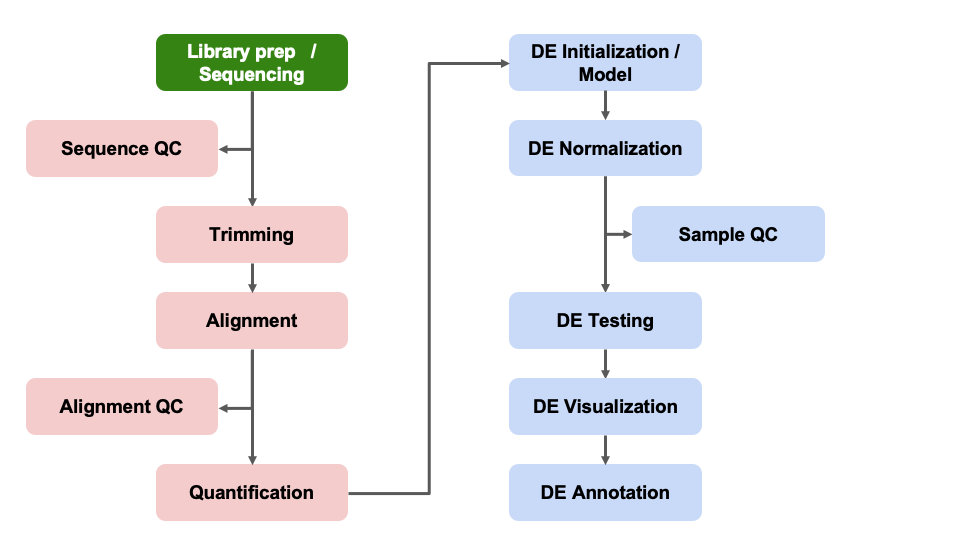 Library prep /
Sequencing
Sequence QC
Trimming
Alignment
Alignment QC
Quantification
DE Initialization /
Model
DE Normalization
Sample QC
DE Testing
DE Visualization
DE Annotation